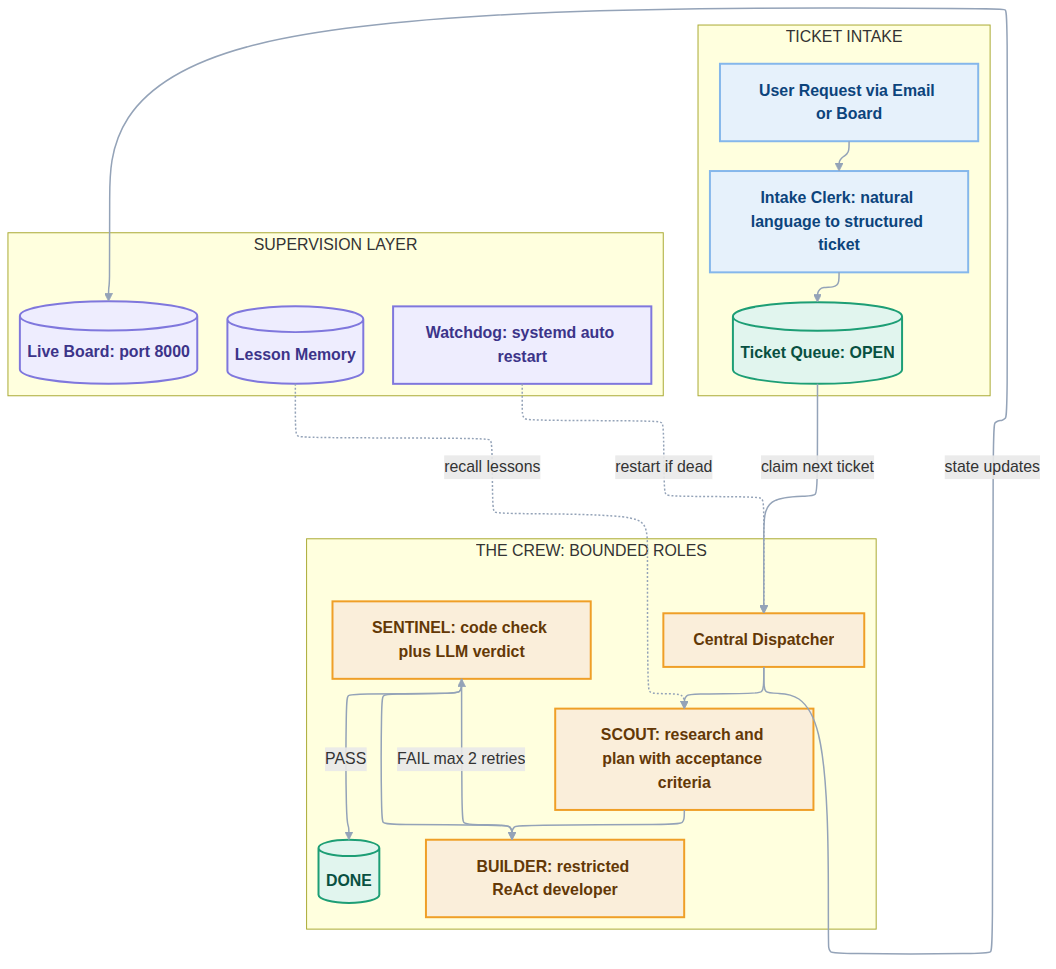 TICKET INTAKE
User Request via Email
or Board
Intake Clerk: natural
language to structured
ticket
Ticket Queue: OPEN
SUPERVISION LAYER
Live Board: port 8000
Lesson Memory
Watchdog: systemd auto
restart
recall lessons
restart if dead
claim next ticket
state updates
THE CREW: BOUNDED ROLES
SENTINEL: code check
plus LLM verdict
Central Dispatcher
SCOUT: research and
plan with acceptance
criteria
PASS
FAIL max 2 retries
DONE
BUILDER: restricted
ReAct developer